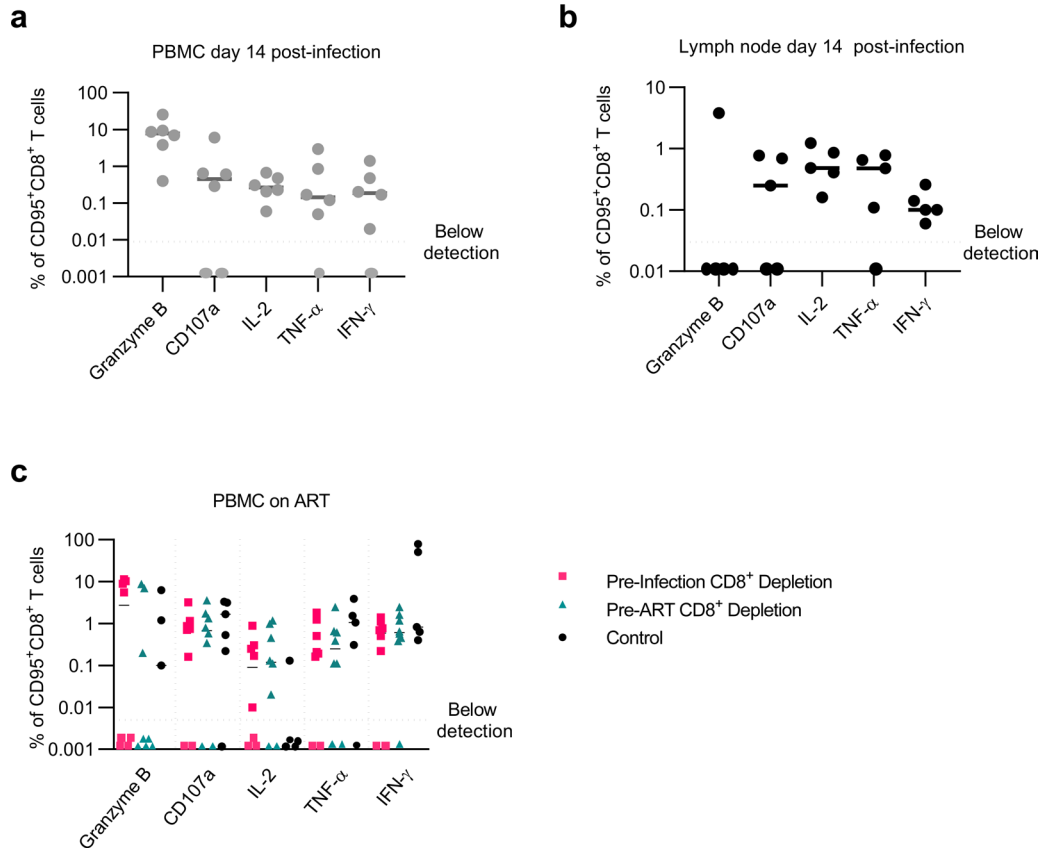 a
PBMC day 14 post-infection
% of CD95⁺CD8⁺ T cells
100
10
1
0.1
0.01
0.001
Below
detection
Granzyme B
CD107a
IL-2
TNF-α
IFN-γ
b
Lymph node day 14 post-infection
% of CD95⁺CD8⁺ T cells
10
1
0.1
0.01
Below
detection
Granzyme B
CD107a
IL-2
TNF-α
IFN-γ
c
PBMC on ART
% of CD95⁺CD8⁺ T cells
100
10
1
0.1
0.01
0.001
Below
detection
Granzyme B
CD107a
IL-2
TNF-α
IFN-γ
Pre-Infection CD8⁺ Depletion
Pre-ART CD8⁺ Depletion
Control